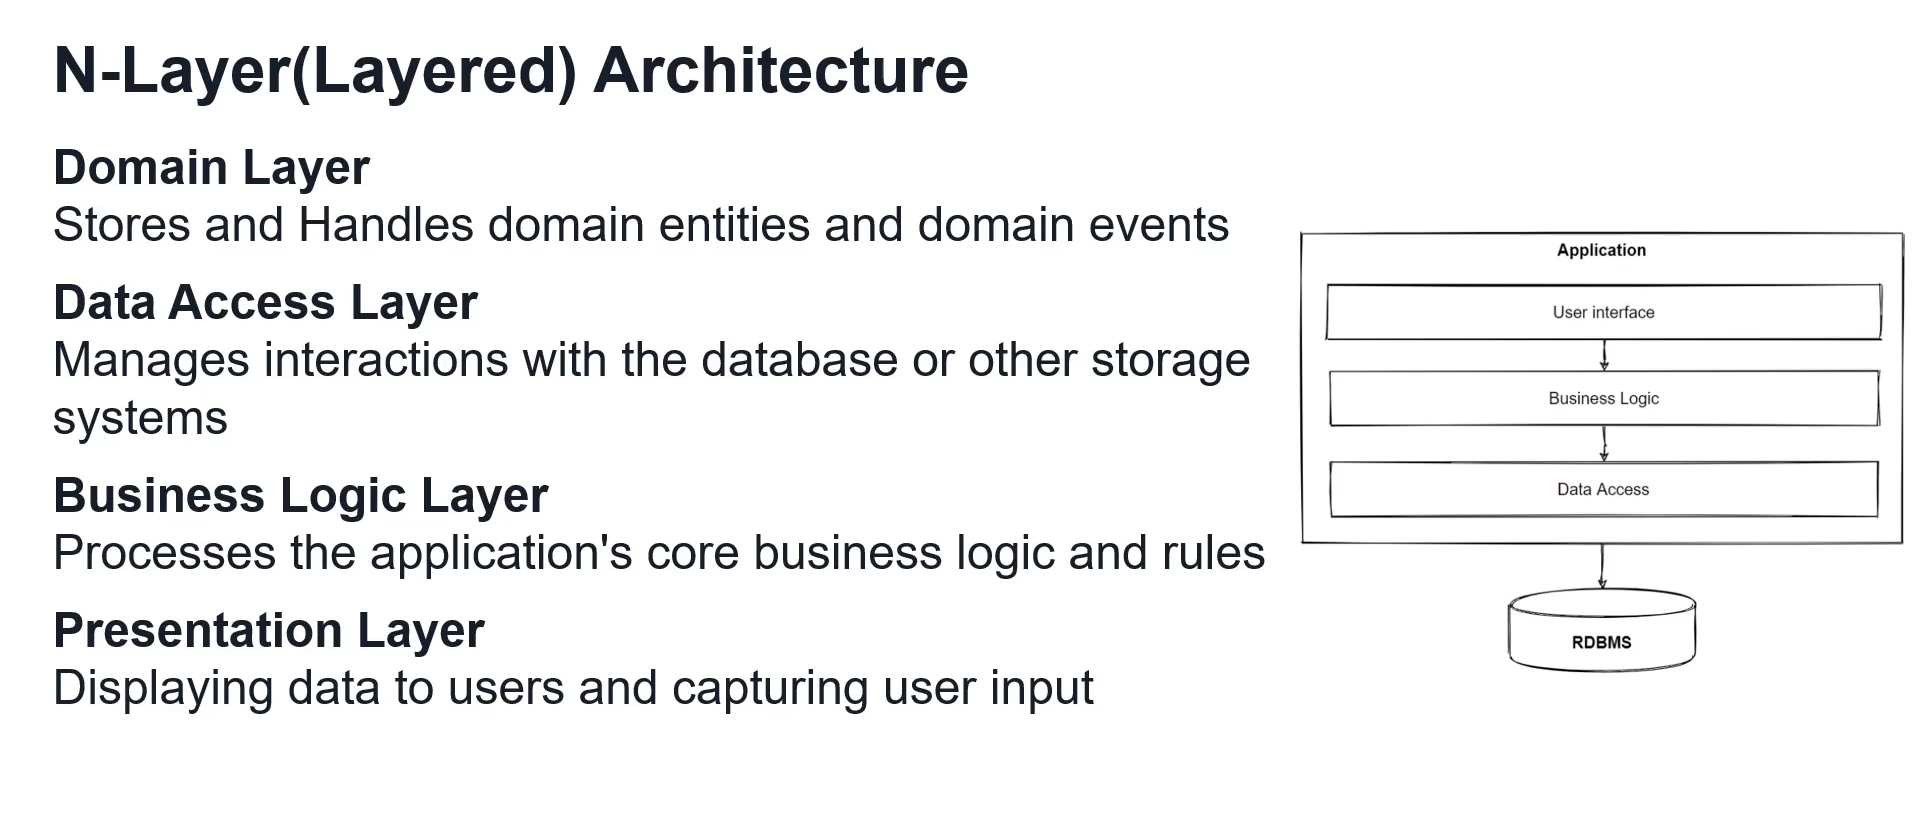 N-Layer(Layered) Architecture
Domain Layer
Stores and Handles domain entities and domain events
Data Access Layer
Manages interactions with the database or other storage
systems
Business Logic Layer
Processes the application's core business logic and rules
Presentation Layer
Displaying data to users and capturing user input
Application
User interface
Business Logic
Data Access
RDBMS